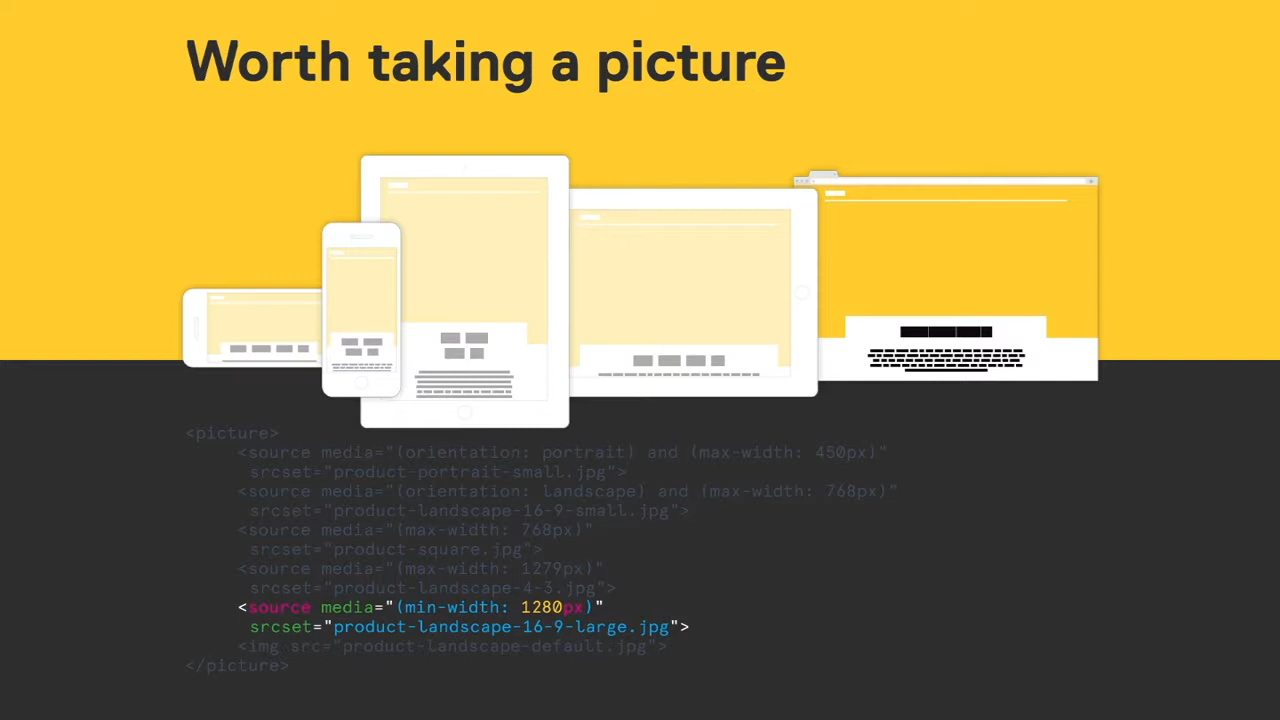 Worth taking a picture
<picture>
<source media="(orientation: portrait) and (max-width: 450px)"
srcset="product-portrait-small.jpg">
<source media="(orientation: landscape) and (max-width: 768px)"
srcset="product-landscape-16-9-small.jpg">
<source media="(max-width: 768px)"
srcset="product-square.jpg">
<source media="(max-width: 1279px)"
srcset="product-landscape-4-3.jpg">
<source media="(min-width: 1280px)"
srcset="product-landscape-16-9-large.jpg">
<img src="product-landscape-default.jpg">
</picture>